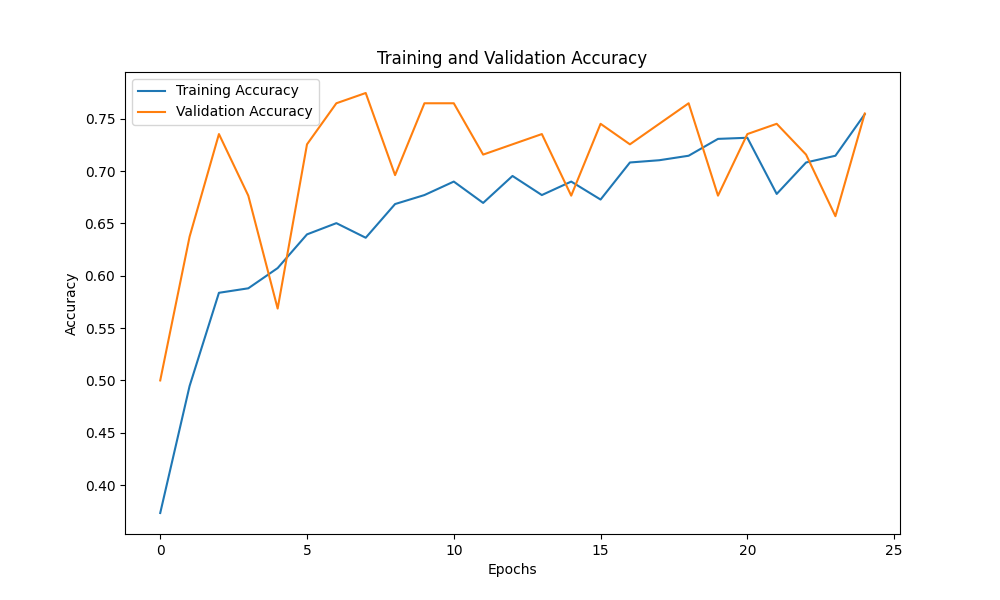 Training and Validation Accuracy
Training Accuracy
Validation Accuracy
Accuracy
0.75
0.70
0.65
0.60
0.55
0.50
0.45
0.40
0 5 10 15 20 25
Epochs